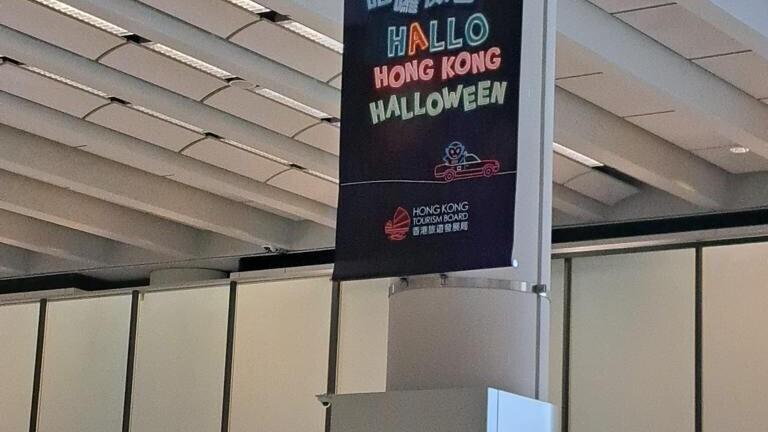 HALLO
HONG KONG
HALLOWEEN
HONG KONG
TOURISM BOARD
香港旅遊發展局